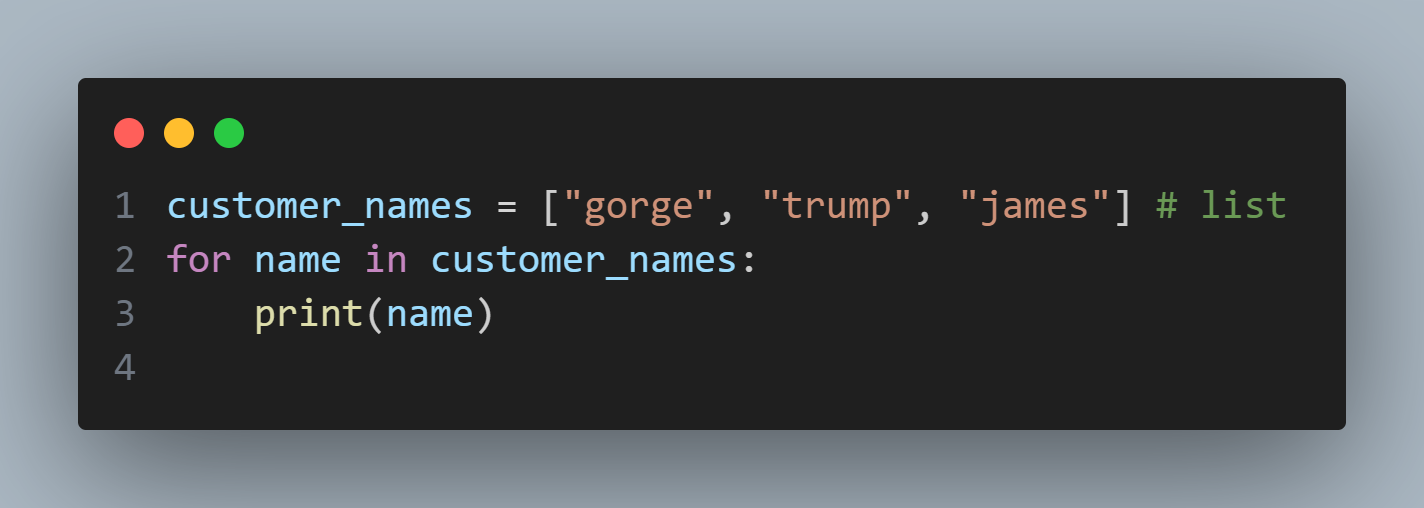 1 customer_names = ["gorge", "trump", "james"] # list
2 for name in customer_names:
3     print(name)
4